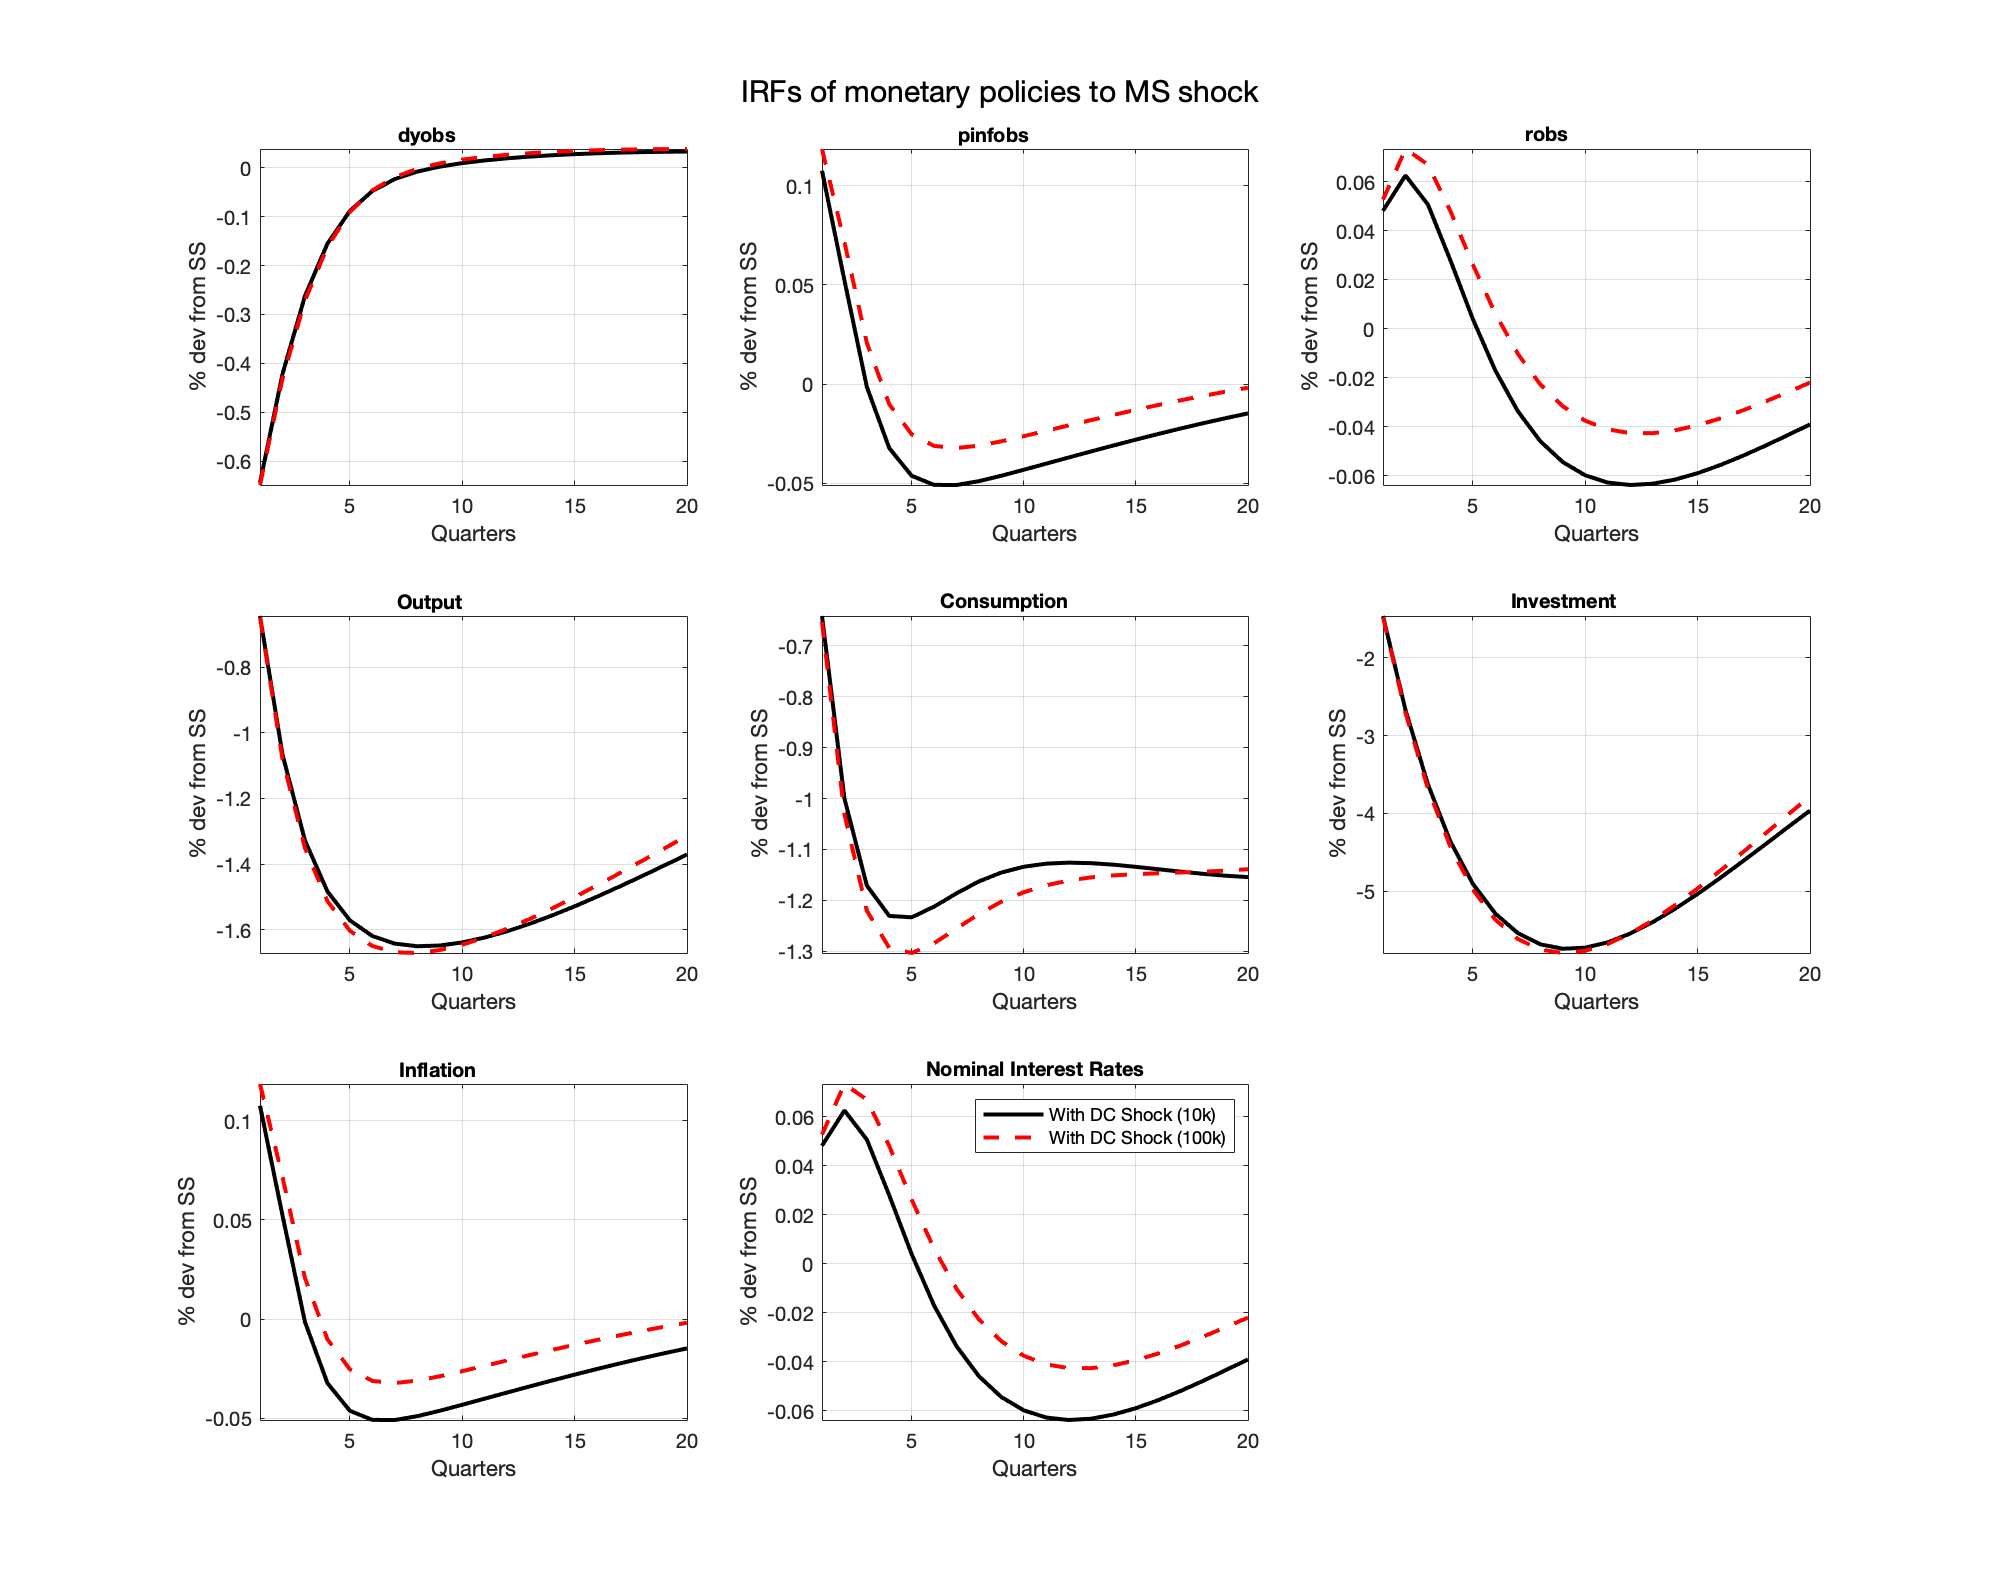 IRFs of monetary policies to MS shock
dyobs
% dev from SS
0
-0.1
-0.2
-0.3
-0.4
-0.5
-0.6
5 10 15 20
Quarters
pinfobs
% dev from SS
0.1
0.05
0
-0.05
5 10 15 20
Quarters
robs
% dev from SS
0.06
0.04
0.02
0
-0.02
-0.04
-0.06
5 10 15 20
Quarters
Output
% dev from SS
-0.8
-1
-1.2
-1.4
-1.6
5 10 15 20
Quarters
Consumption
% dev from SS
-0.7
-0.8
-0.9
-1
-1.1
-1.2
-1.3
5 10 15 20
Quarters
Investment
% dev from SS
-2
-3
-4
-5
5 10 15 20
Quarters
Inflation
% dev from SS
0.1
0.05
0
-0.05
5 10 15 20
Quarters
Nominal Interest Rates
% dev from SS
0.06
0.04
0.02
0
-0.02
-0.04
-0.06
With DC Shock (10k)
With DC Shock (100k)
5 10 15 20
Quarters